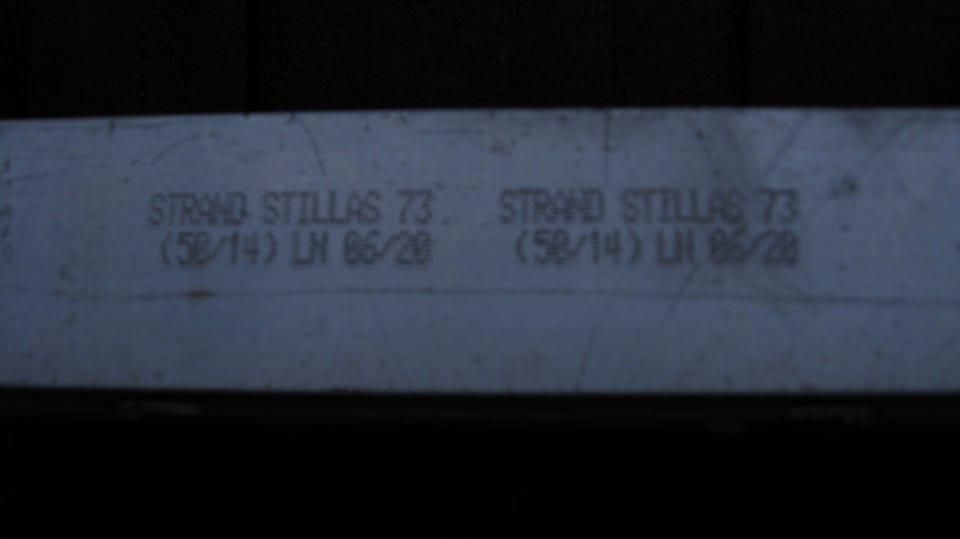 STRAND STILLAS 73
(50/14) LN 06/20
STRAND STILLAS 73
(50/14) LN 06/20